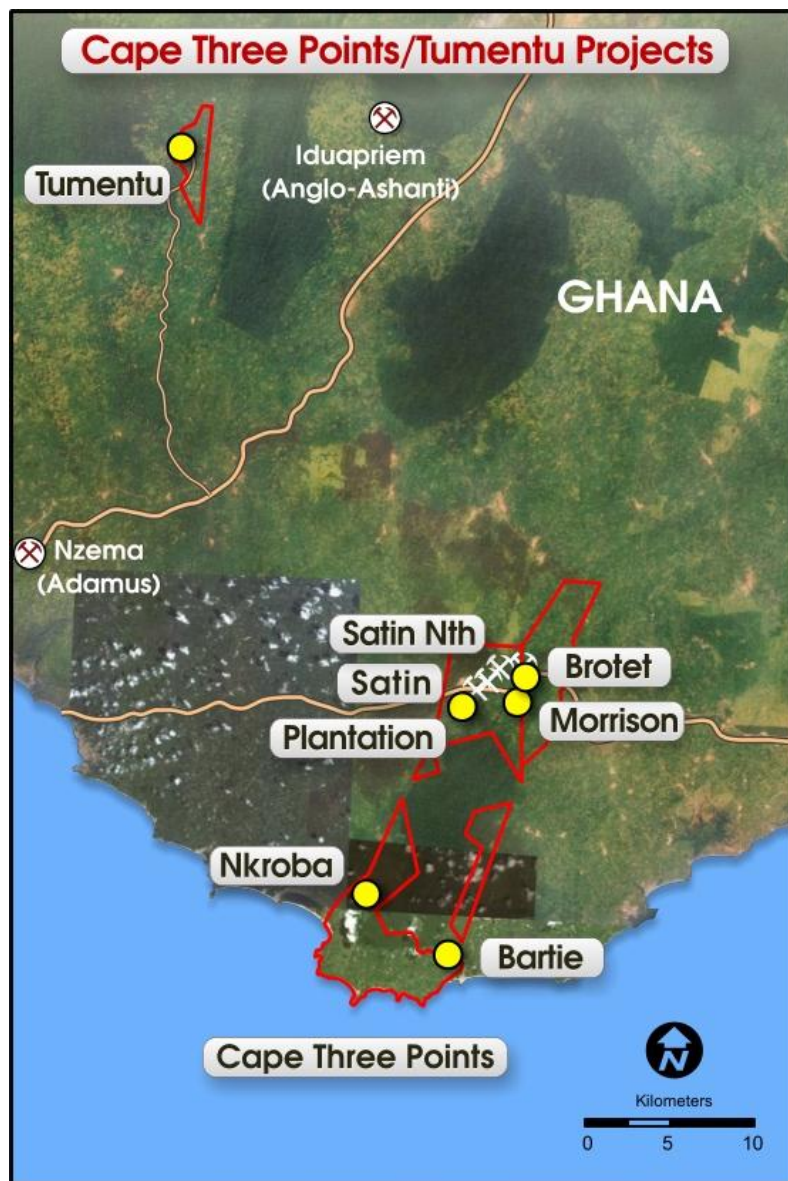 Cape Three Points/Tumentu Projects
Iduapriem
(Anglo-Ashanti)
Tumentu
GHANA
Nzema
(Adamus)
Satin Nth
Satin
Brotet
Plantation
Morrison
Nkroba
Bartie
Cape Three Points
N
Kilometers
0 5 10